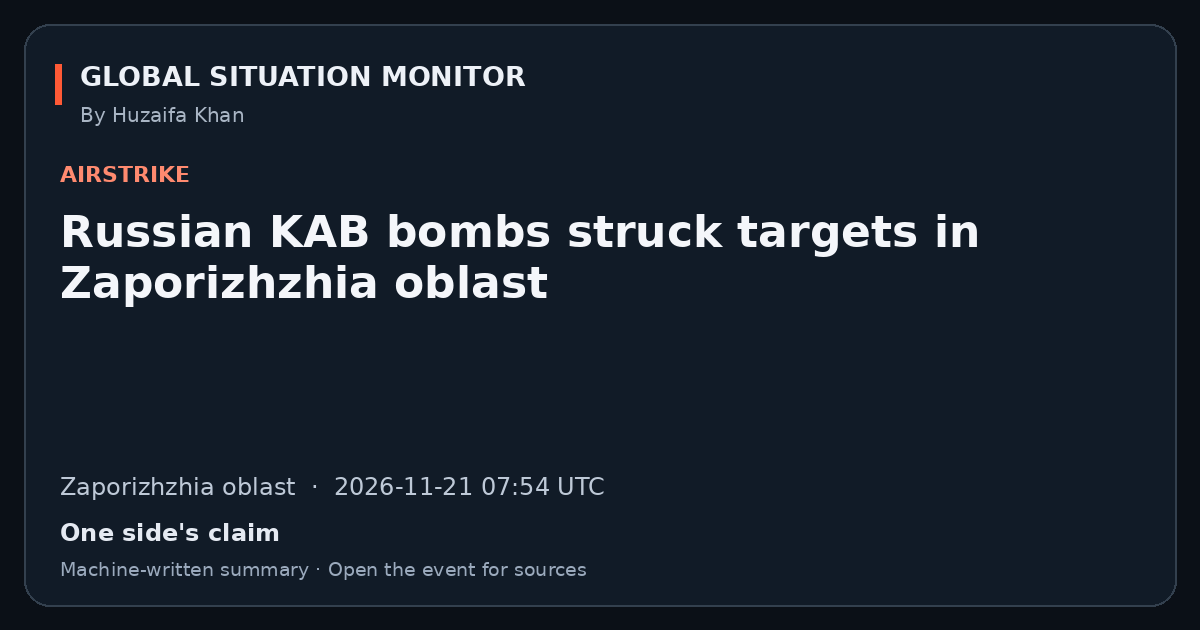 GLOBAL SITUATION MONITOR
By Huzaifa Khan
AIRSTRIKE
Russian KAB bombs struck targets in
Zaporizhzhia oblast
Zaporizhzhia oblast · 2026-11-21 07:54 UTC
One side's claim
Machine-written summary · Open the event for sources